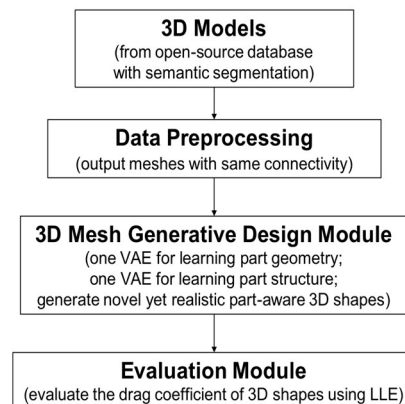 3D Models
(from open-source database
with semantic segmentation)
Data Preprocessing
(output meshes with same connectivity)
3D Mesh Generative Design Module
(one VAE for learning part geometry;
one VAE for learning part structure;
generate novel yet realistic part-aware 3D shapes)
Evaluation Module
(evaluate the drag coefficient of 3D shapes using LLE)